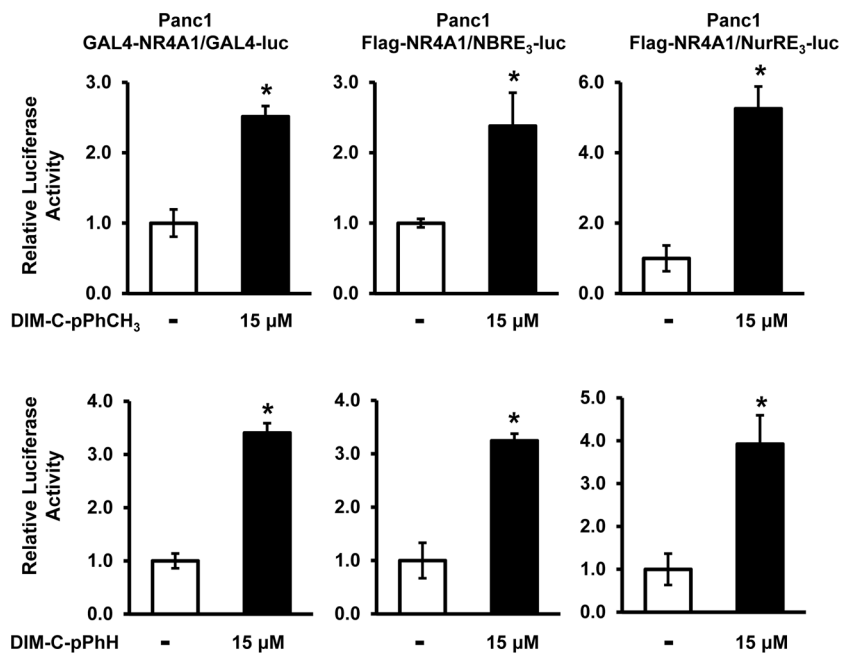 Panc1
GAL4-NR4A1/GAL4-luc
Panc1
Flag-NR4A1/NBRE₃-luc
Panc1
Flag-NR4A1/NurRE₃-luc
Relative Luciferase
Activity
3.0
2.0
1.0
0.0
*
3.0
2.0
1.0
0.0
*
6.0
4.0
2.0
0.0
*
DIM-C-pPhCH₃ - 15 μM - 15 μM - 15 μM
Relative Luciferase
Activity
4.0
3.0
2.0
1.0
0.0
*
4.0
3.0
2.0
1.0
0.0
*
5.0
4.0
3.0
2.0
1.0
0.0
*
DIM-C-pPhH - 15 μM - 15 μM - 15 μM